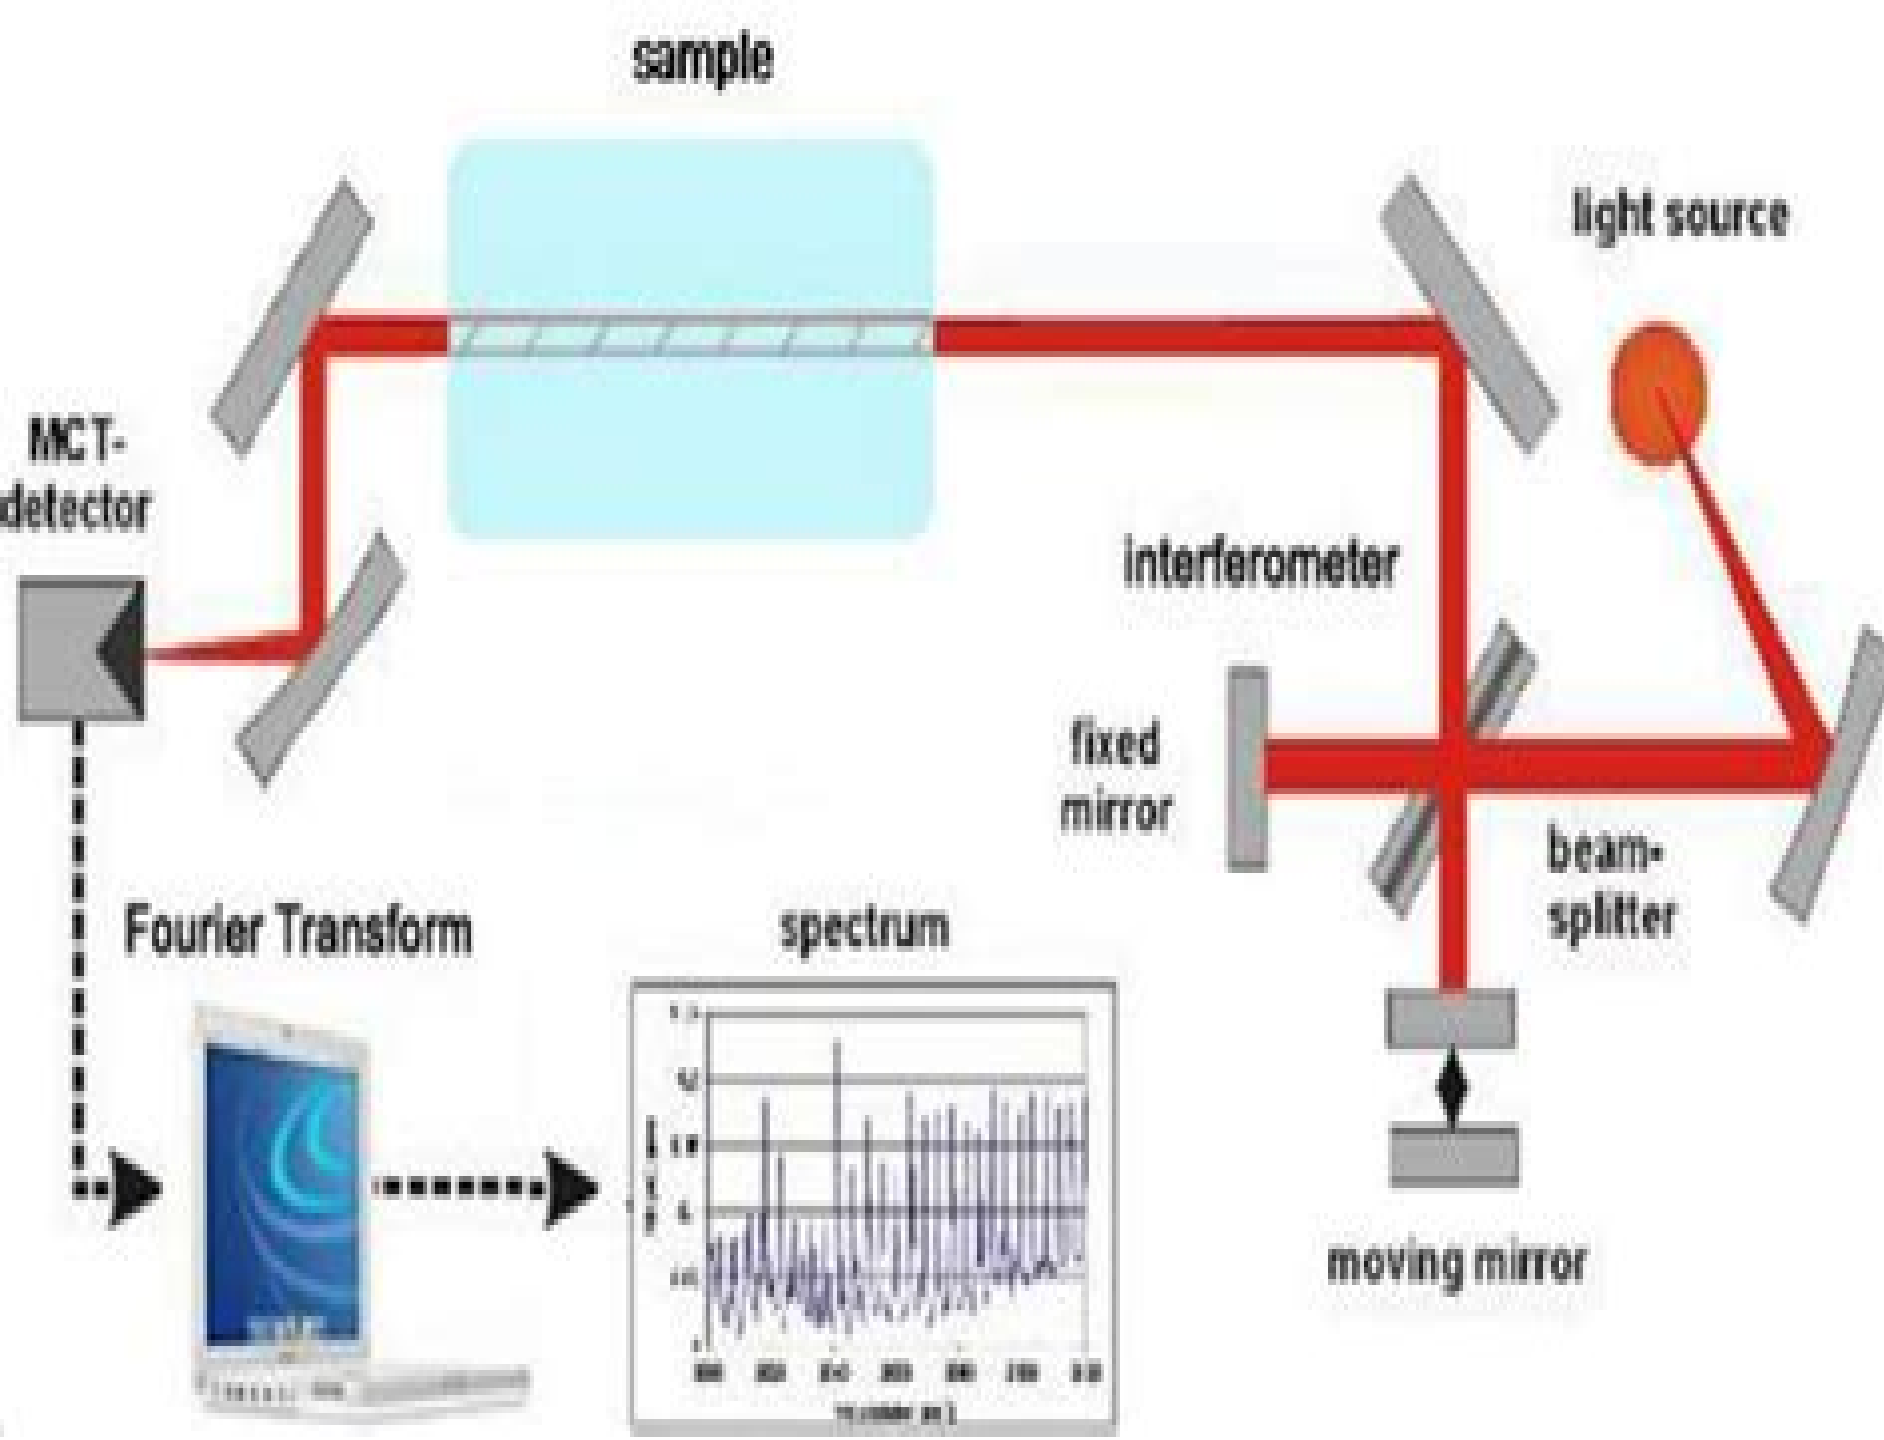 sample
light source
MCT-
detector
interferometer
fixed
mirror
beam-
splitter
Fourier Transform
spectrum
moving mirror